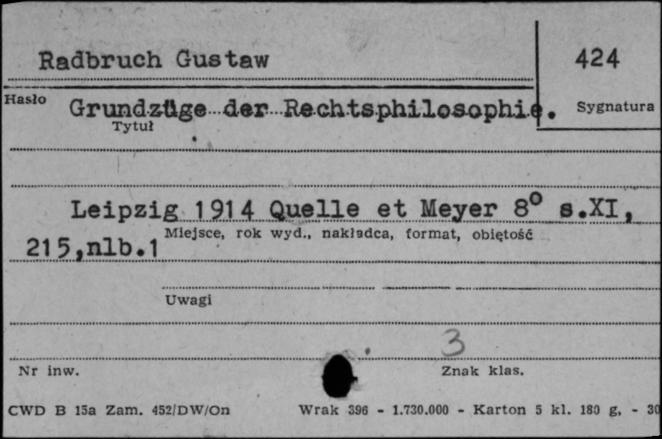 Radbruch Gustaw
424
Hasło
Grundzüge der Rechtsphilosophie.
Sygnatura
Tytuł
Leipzig 1914 Quelle et Meyer 8° s.XI,
Miejsce, rok wyd., nakładca, format, obiętość
215,nlb.1
Uwagi
3
Nr inw.
Znak klas.
CWD B 15a Zam. 452/DW/On Wrak 396 - 1.730.000 - Karton 5 kl. 180 g, - 30